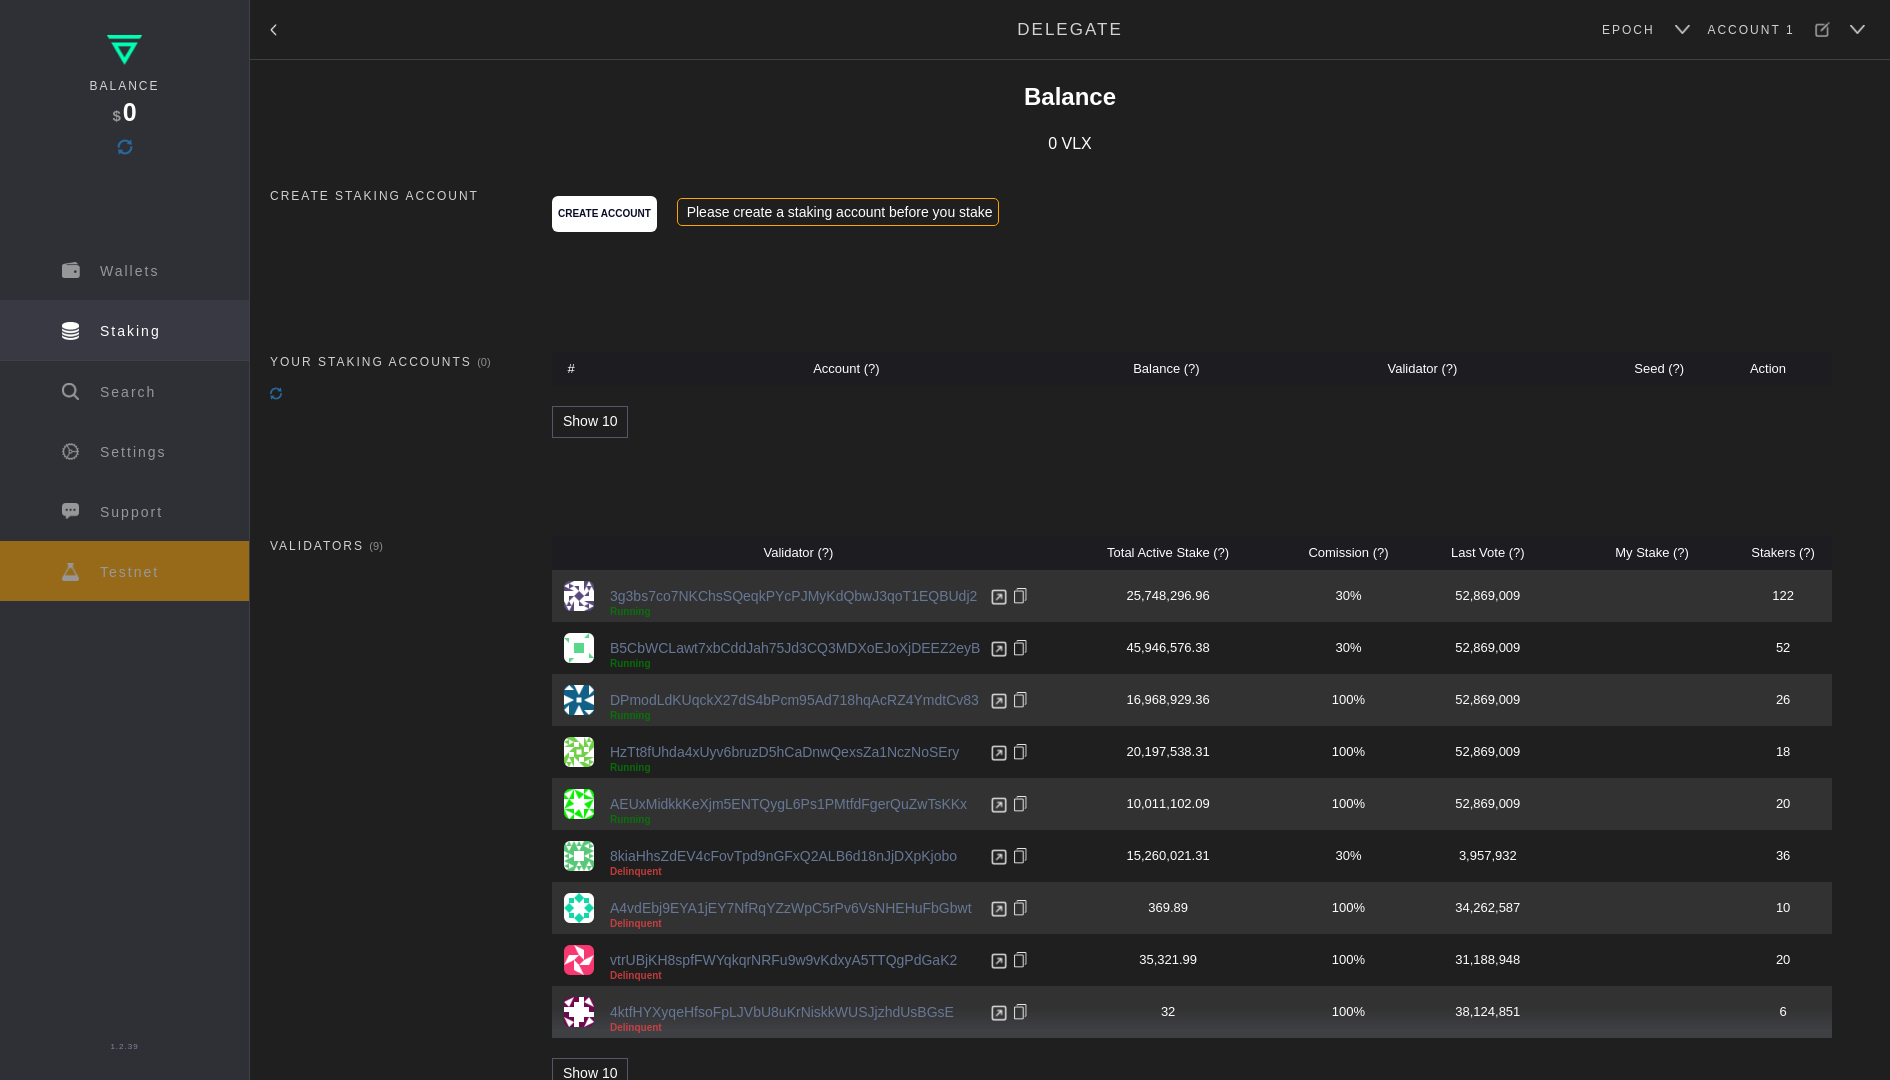 DELEGATE
EPOCH
ACCOUNT 1
BALANCE
$0
Wallets
Staking
Search
Settings
Support
Testnet
1.2.39
Balance
0 VLX
CREATE STAKING ACCOUNT
CREATE ACCOUNT
Please create a staking account before you stake
YOUR STAKING ACCOUNTS (0)
# Account (?) Balance (?) Validator (?) Seed (?) Action
Show 10
VALIDATORS (9)
Validator (?) Total Active Stake (?) Comission (?) Last Vote (?) My Stake (?) Stakers (?)
3g3bs7co7NKChsSQeqkPYcPJMyKdQbwJ3qoT1EQBUdj2 25,748,296.96 30% 52,869,009 122
Running
B5CbWCLawt7xbCddJah75Jd3CQ3MDXoEJoXjDEEZ2eyB 45,946,576.38 30% 52,869,009 52
Running
DPmodLdKUqckX27dS4bPcm95Ad718hqAcRZ4YmdtCv83 16,968,929.36 100% 52,869,009 26
Running
HzTt8fUhda4xUyv6bruzD5hCaDnwQexsZa1NczNoSEry 20,197,538.31 100% 52,869,009 18
Running
AEUxMidkkKeXjm5ENTQygL6Ps1PMtfdFgerQuZwTsKKx 10,011,102.09 100% 52,869,009 20
Running
8kiaHhsZdEV4cFovTpd9nGFxQ2ALB6d18nJjDXpKjobo 15,260,021.31 30% 3,957,932 36
Delinquent
A4vdEbj9EYA1jEY7NfRqYZzWpC5rPv6VsNHEHuFbGbwt 369.89 100% 34,262,587 10
Delinquent
vtrUBjKH8spfFWYqkqrNRFu9w9vKdxyA5TTQgPdGaK2 35,321.99 100% 31,188,948 20
Delinquent
4ktfHYXyqeHfsoFpLJVbU8uKrNiskkWUSJjzhdUsBGsE 32 100% 38,124,851 6
Delinquent
Show 10